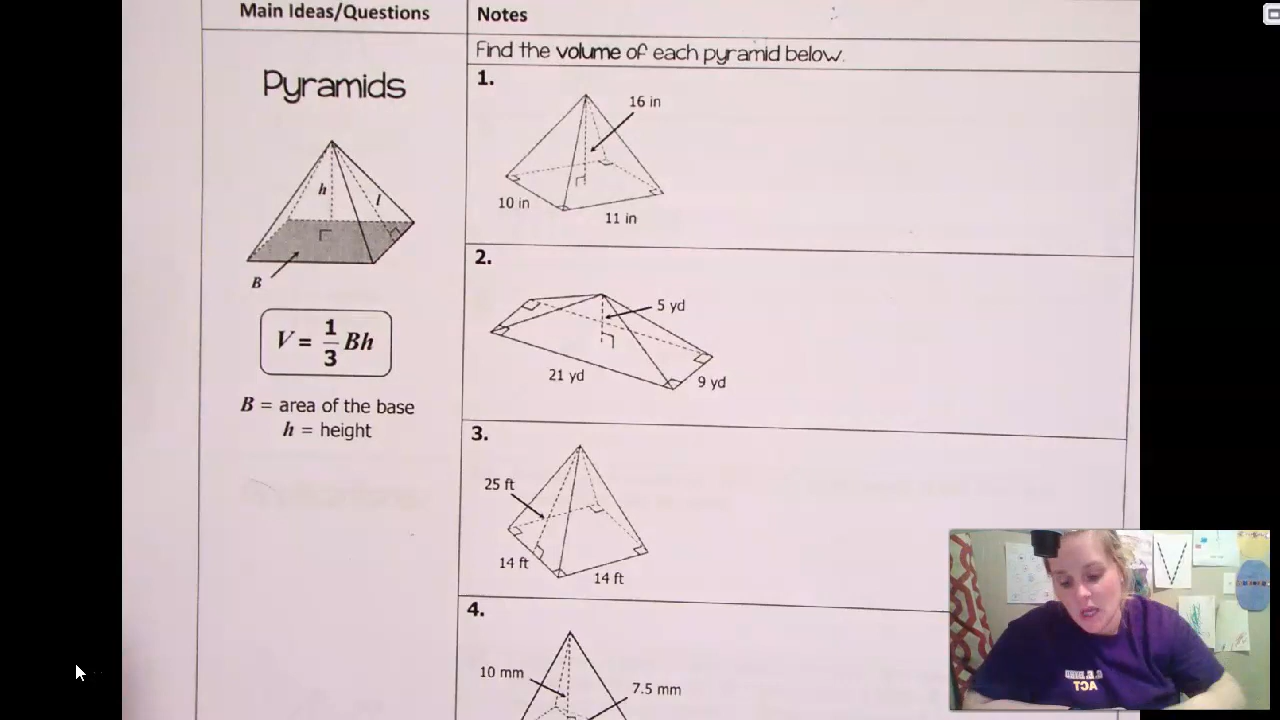 Main Ideas/Questions
Notes
Find the volume of each pyramid below.
Pyramids
h
l
B
V = 1/3 Bh
B = area of the base
h = height
1.
16 in
10 in
11 in
2.
5 yd
21 yd
9 yd
3.
25 ft
14 ft
14 ft
4.
10 mm
7.5 mm
ACT